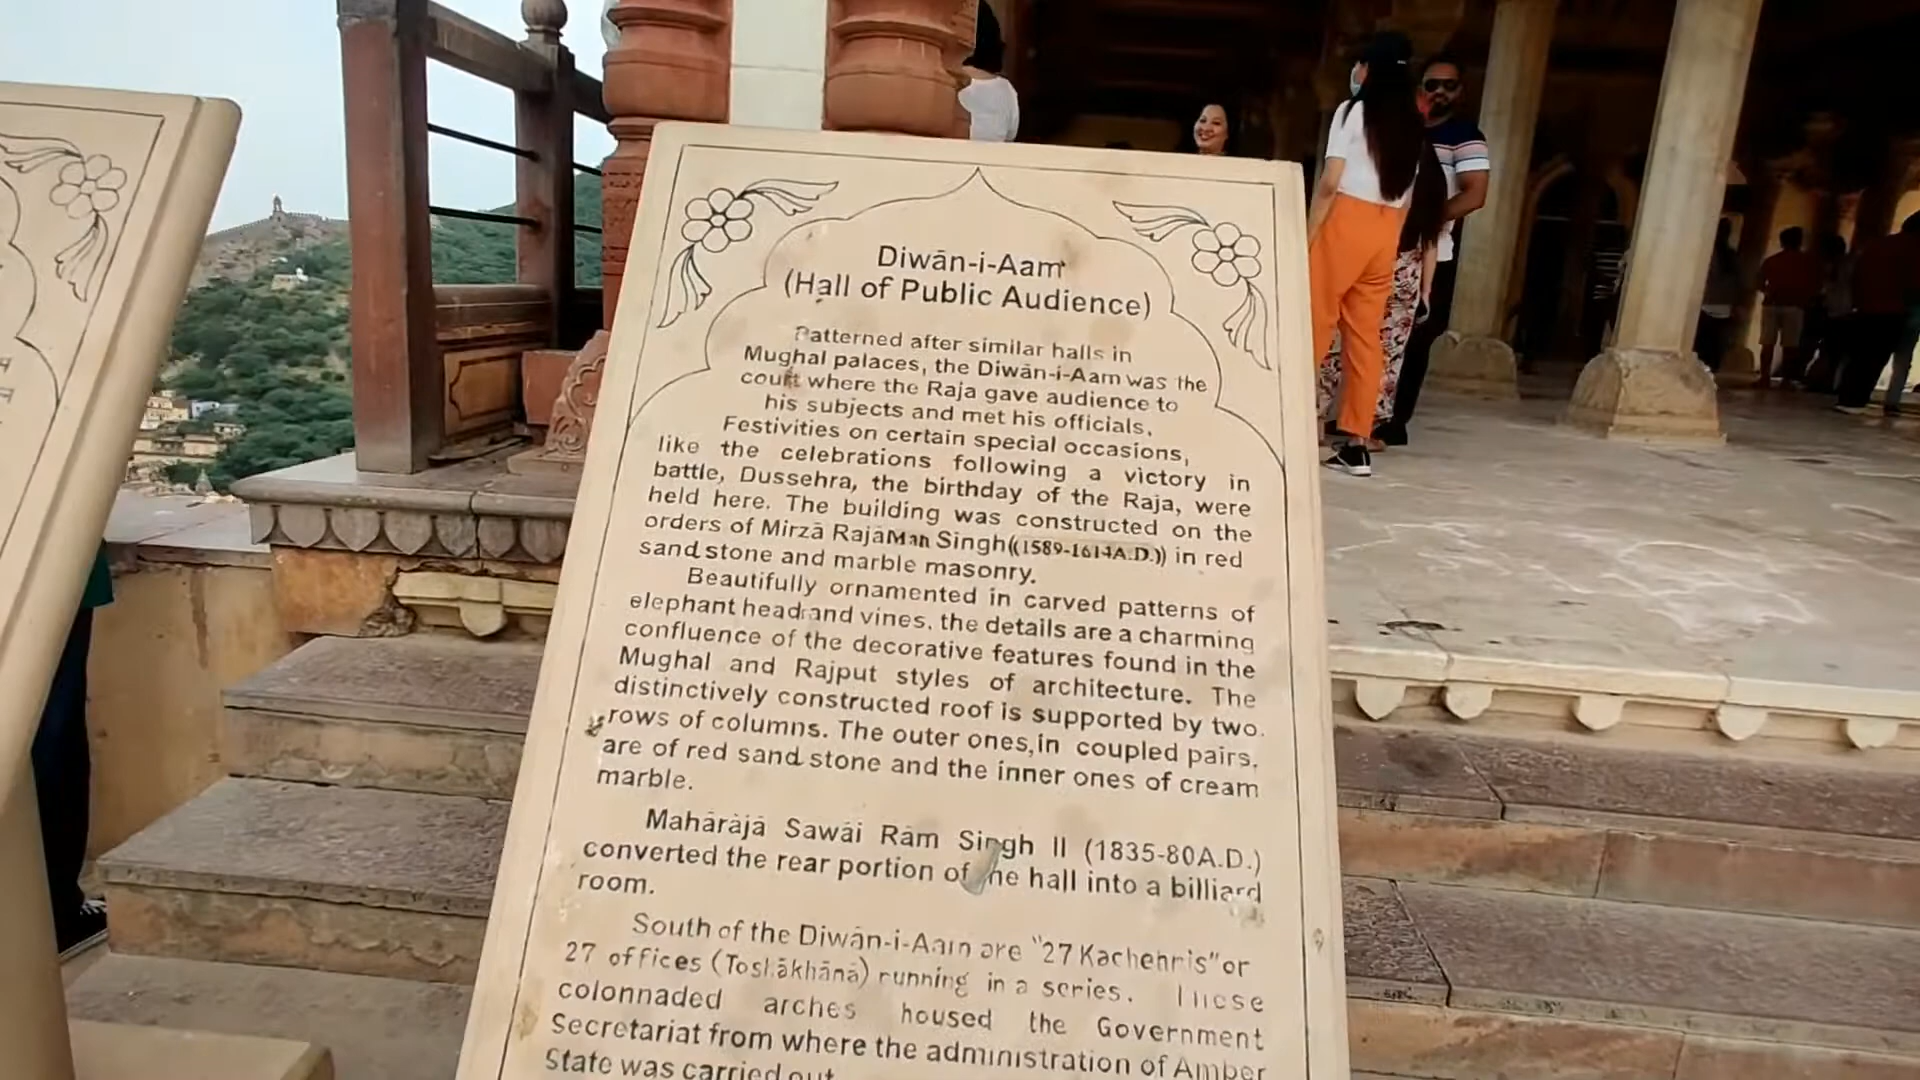 Diwān-i-Aam
(Hall of Public Audience)
Patterned after similar halls in
Mughal palaces, the Diwān-i-Aam was the
court where the Raja gave audience to
his subjects and met his officials.
Festivities on certain special occasions,
like the celebrations following a victory in
battle, Dussehra, the birthday of the Raja, were
held here. The building was constructed on the
orders of Mirzā Rajā Man Singh ((1589-1614A.D.)) in red
sand stone and marble masonry.
Beautifully ornamented in carved patterns of
elephant head and vines. the details are a charming
confluence of the decorative features found in the
Mughal and Rajput styles of architecture. The
distinctively constructed roof is supported by two
rows of columns. The outer ones, in coupled pairs,
are of red sand stone and the inner ones of cream
marble.
Mahārājā Sawāi Rām Singh II (1835-80A.D.)
converted the rear portion of the hall into a billiard
room.
South of the Diwān-i-Aam are "27 Kachehris" or
27 offices (Toshākhānā) running in a series. These
colonnaded arches housed the Government
Secretariat from where the administration of Amber
State was carried out